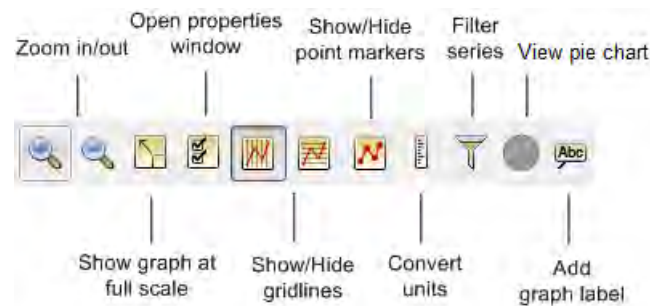 Zoom in/out
Open properties
window
Show/Hide
point markers
Filter
series
View pie chart
Abc
Show graph at
full scale
Show/Hide
gridlines
Convert
units
Add
graph label